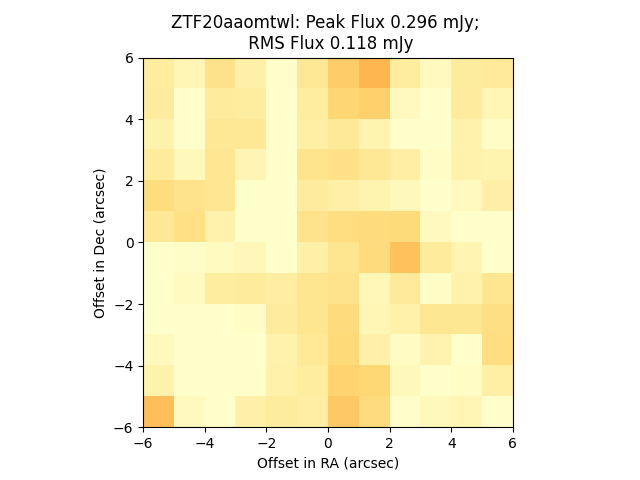 ZTF20aaomtwl: Peak Flux 0.296 mJy;
RMS Flux 0.118 mJy
6
4
2
0
−2
−4
−6
Offset in Dec (arcsec)
−6 −4 −2 0 2 4 6
Offset in RA (arcsec)